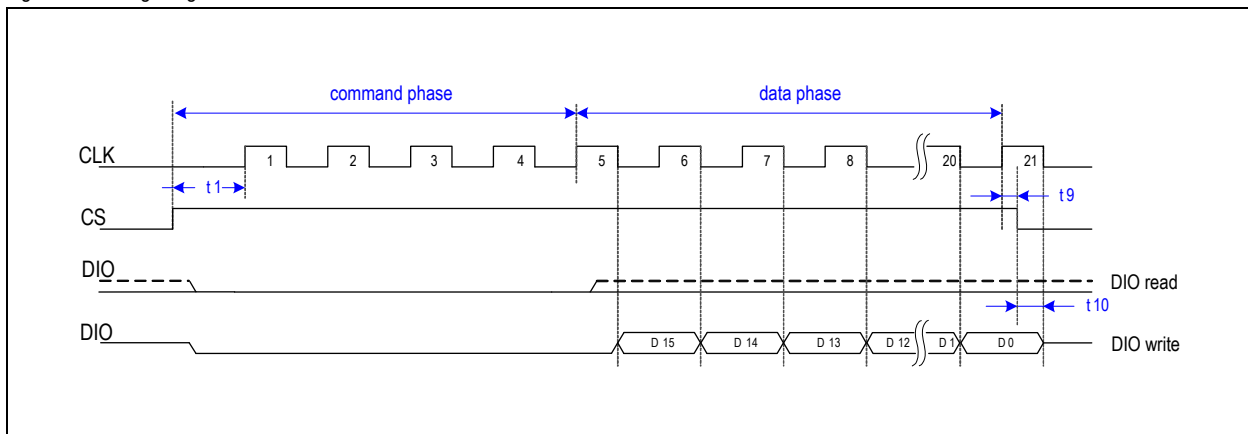 command phase data phase
CLK 1 2 3 4 5 6 7 8 20 21
t1 t9
CS
DIO
DIO read
t10
DIO D 15 D 14 D 13 D 12 D 1 D 0 DIO write